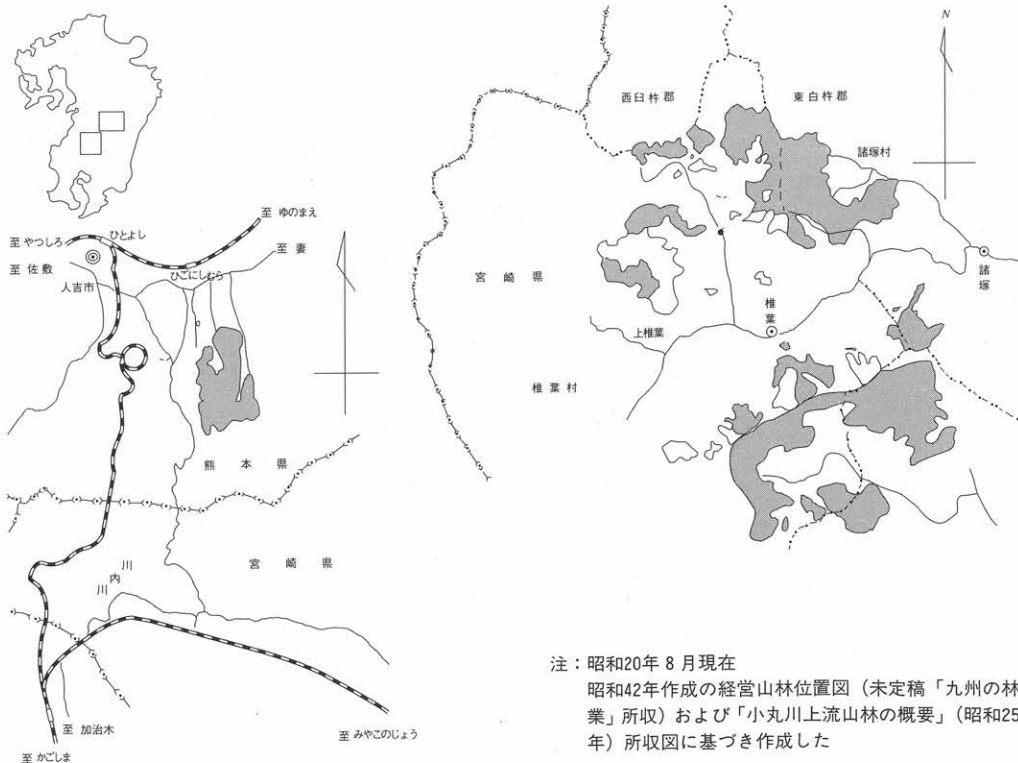 N
西臼杵郡
東白杵郡
諸塚村
諸塚
宮崎県
椎葉
上椎葉
椎葉村
至 ゆのまえ
至 やつしろ
ひとよし
至 妻
至 佐敷
ひごにしむら
人吉市
熊本県
宮崎県
川内川
至 加治木
至 みやこのじょう
至 かごしま
注：昭和20年8月現在
昭和42年作成の経営山林位置図（未定稿「九州の林
業」所収）および「小丸川上流山林の概要」（昭和25
年）所収図に基づき作成した